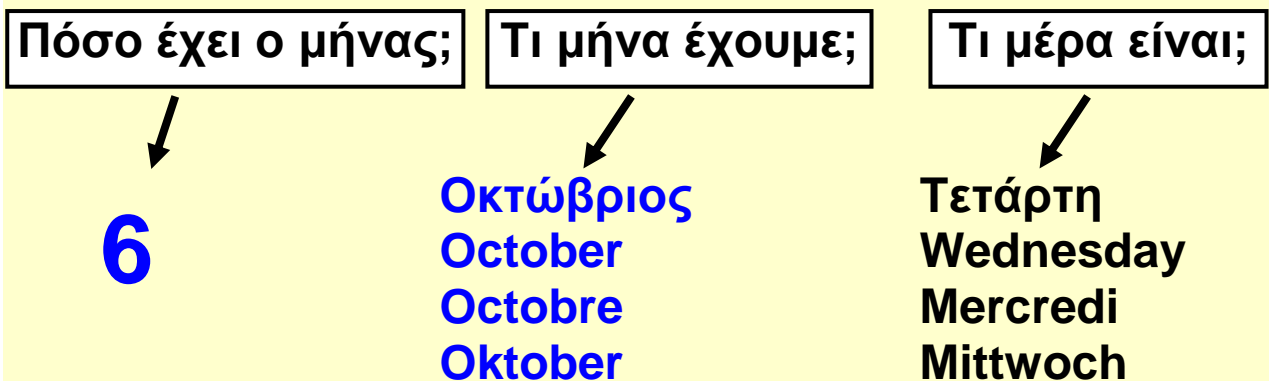 Πόσο έχει ο μήνας; Τι μήνα έχουμε; Τι μέρα είναι;
6
Οκτώβριος Τετάρτη
October Wednesday
Octobre Mercredi
Oktober Mittwoch